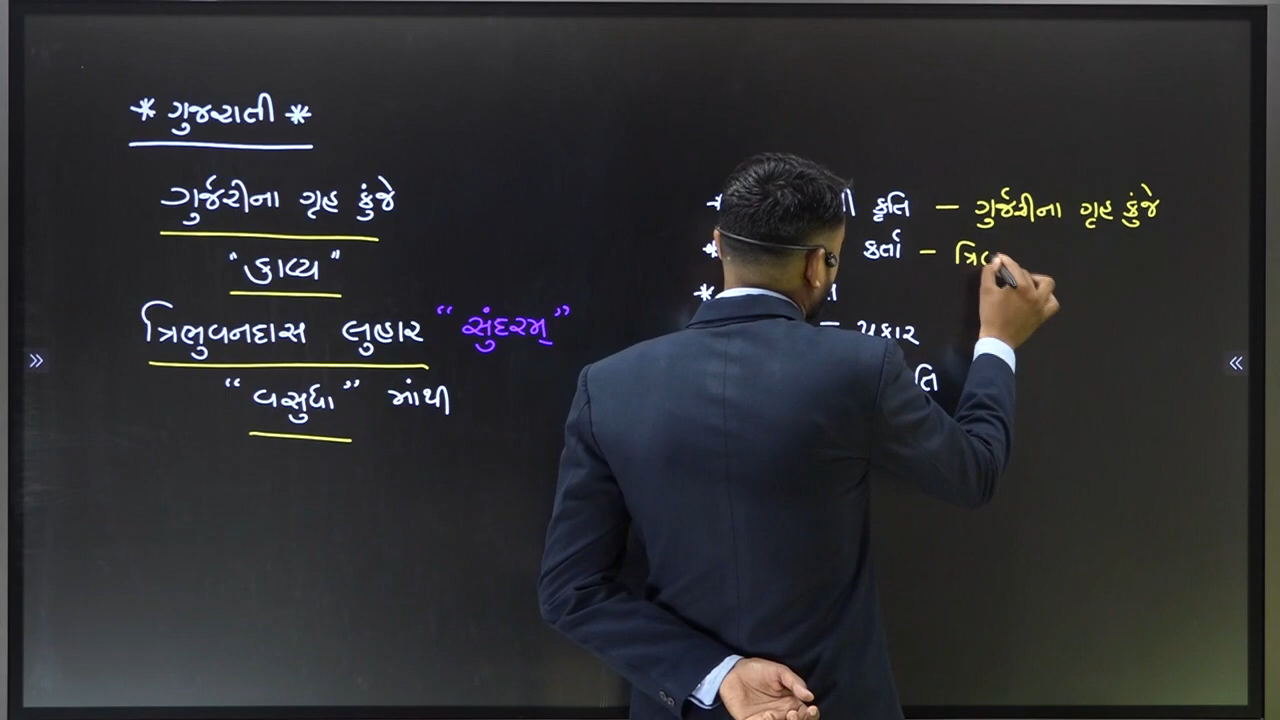 * ગુજરાતી *
ગુર્જરીના ગૃહ કુંજે
"કાવ્ય"
ત્રિભુવનદાસ લુહાર "સુંદરમ્"
"વસુધા" માંથી
કૃતિ – ગુર્જરીના ગૃહ કુંજે
* કર્તા –
*
– પ્રકાર